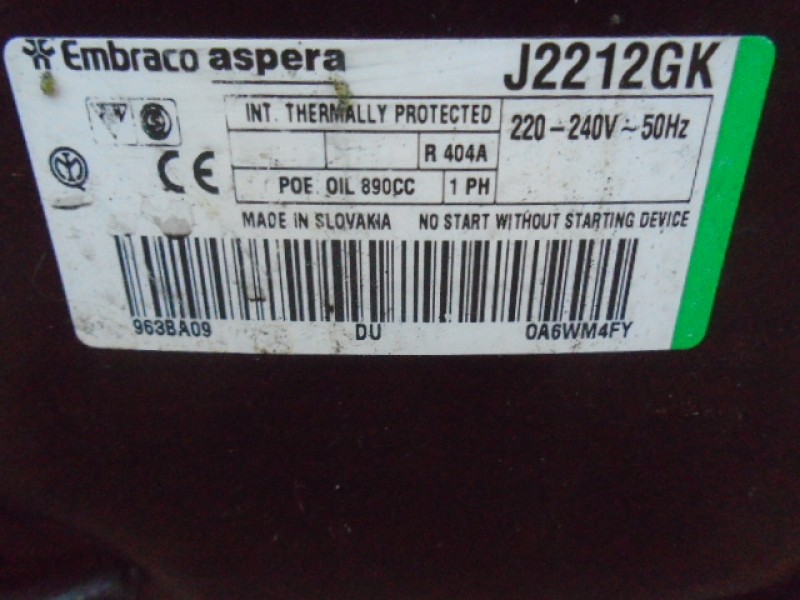 Embraco aspera J2212GK
INT. THERMALLY PROTECTED
220-240V~50Hz
R 404A
CE
POE OIL 890CC 1 PH
MADE IN SLOVAKIA NO START WITHOUT STARTING DEVICE
963BA09 DU 0A6WM4FY